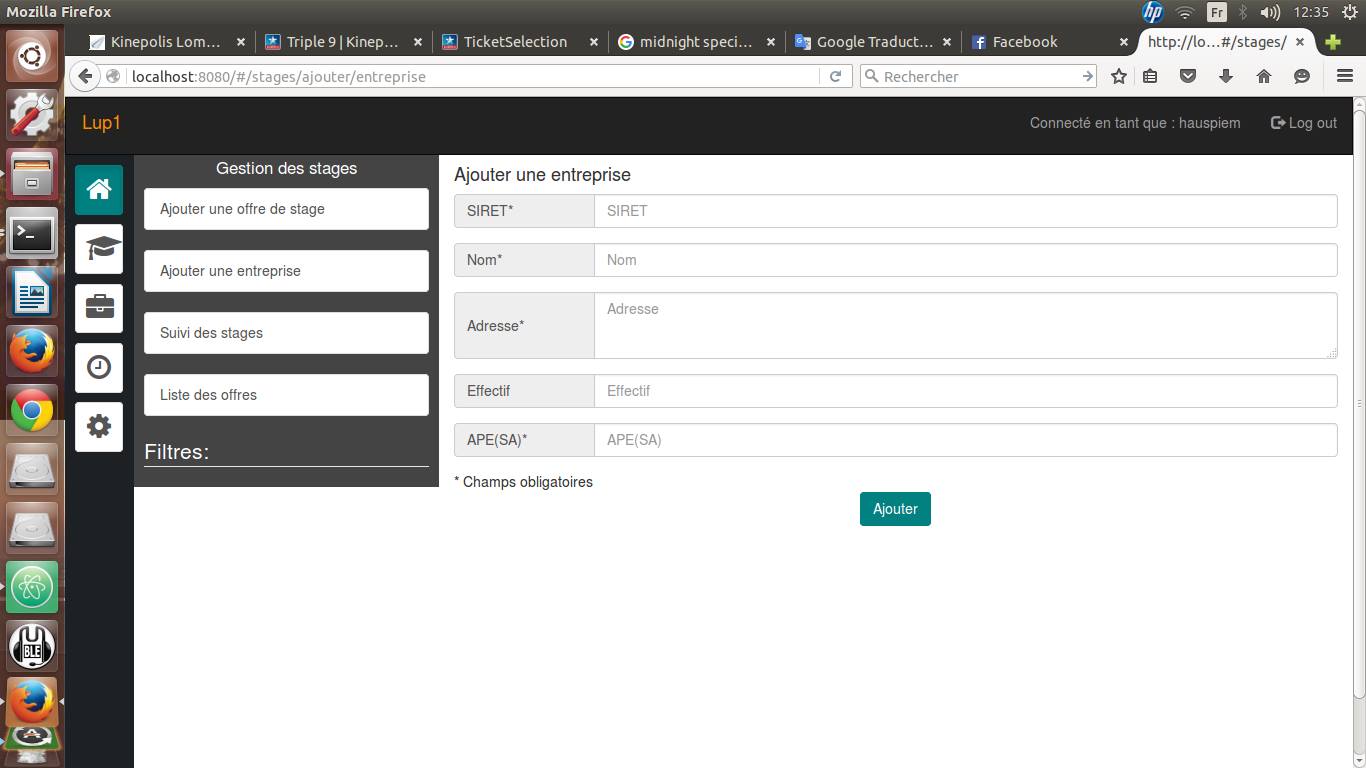 Mozilla Firefox
hp
Fr
12:35
Kinepolis Lom...
Triple 9 | Kinep...
TicketSelection
midnight speci...
Google Traduct...
Facebook
http://lo...#/stages/
localhost:8080/#/stages/ajouter/entreprise
Rechercher
Lup1
Connecté en tant que : hauspiem
Log out
Gestion des stages
Ajouter une offre de stage
Ajouter une entreprise
Suivi des stages
Liste des offres
Filtres:
Ajouter une entreprise
SIRET*
SIRET
Nom*
Nom
Adresse*
Adresse
Effectif
Effectif
APE(SA)*
APE(SA)
* Champs obligatoires
Ajouter
U
BLE